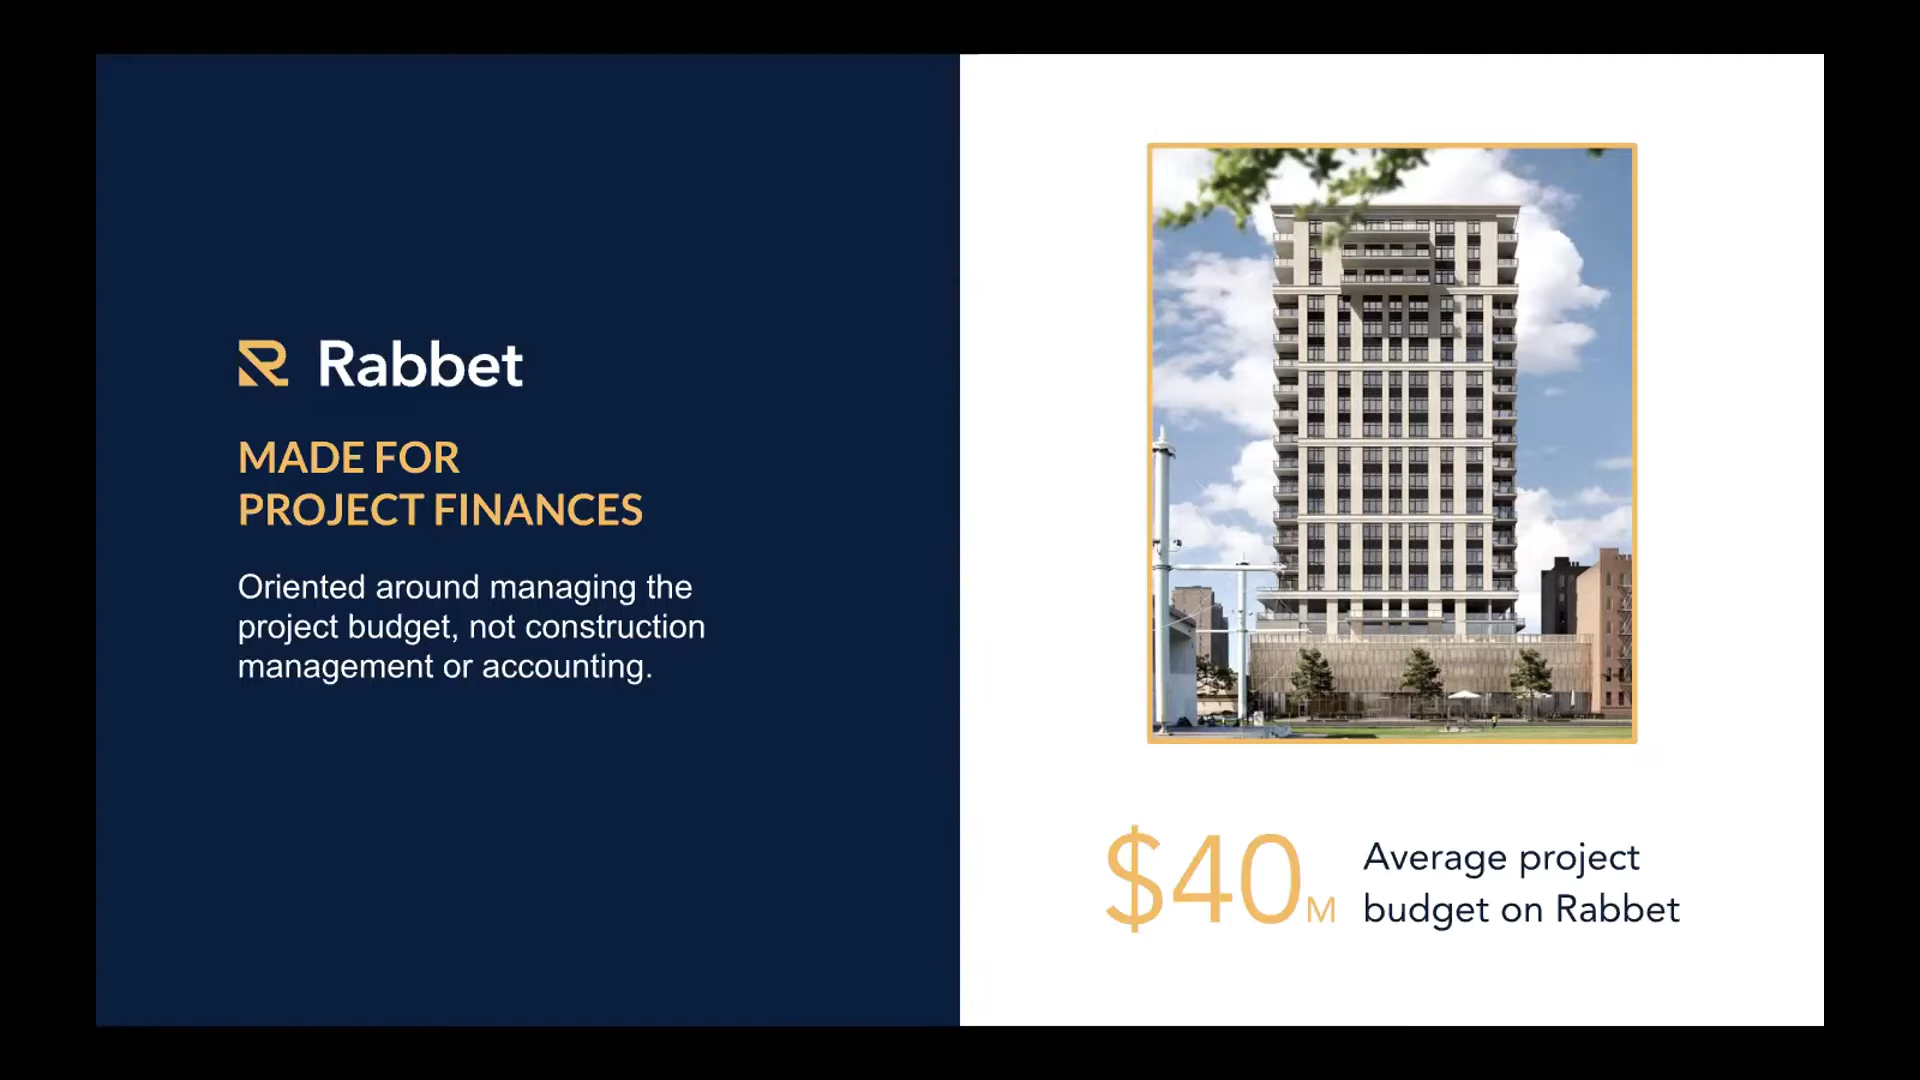 Rabbet
MADE FOR
PROJECT FINANCES
Oriented around managing the
project budget, not construction
management or accounting.
$40M
Average project
budget on Rabbet